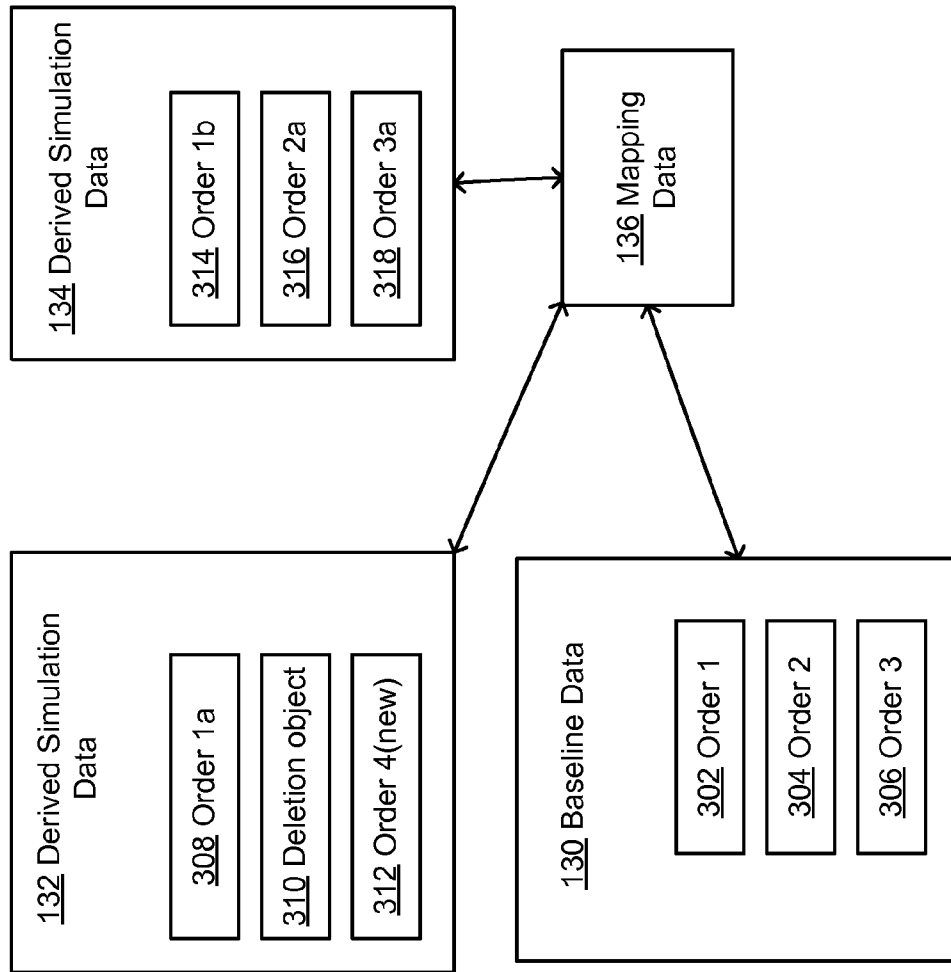 132 Derived Simulation
Data
308 Order 1a
310 Deletion object
312 Order 4(new)
134 Derived Simulation
Data
314 Order 1b
316 Order 2a
318 Order 3a
130 Baseline Data
302 Order 1
304 Order 2
306 Order 3
136 Mapping
Data